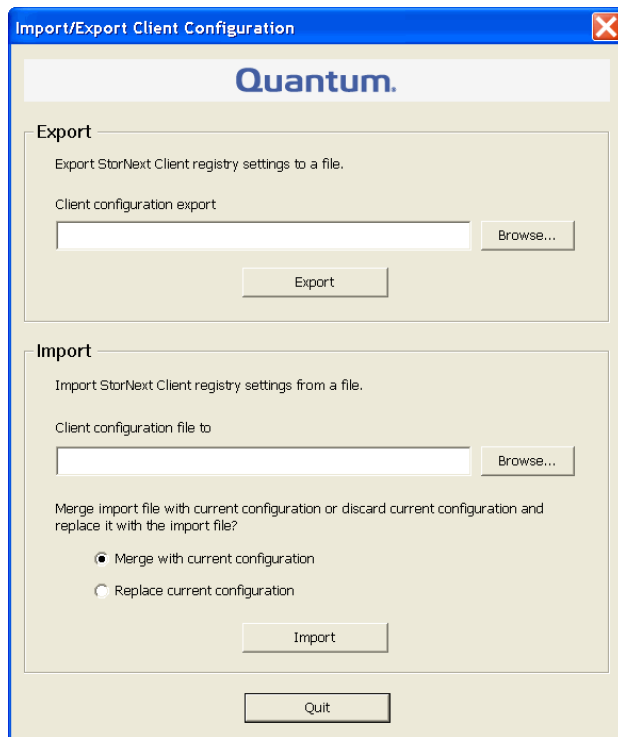 Import/Export Client Configuration
Quantum.
Export
Export StorNext Client registry settings to a file.
Client configuration export
Browse...
Export
Import
Import StorNext Client registry settings from a file.
Client configuration file to
Browse...
Merge import file with current configuration or discard current configuration and
replace it with the import file?
Merge with current configuration
Replace current configuration
Import
Quit